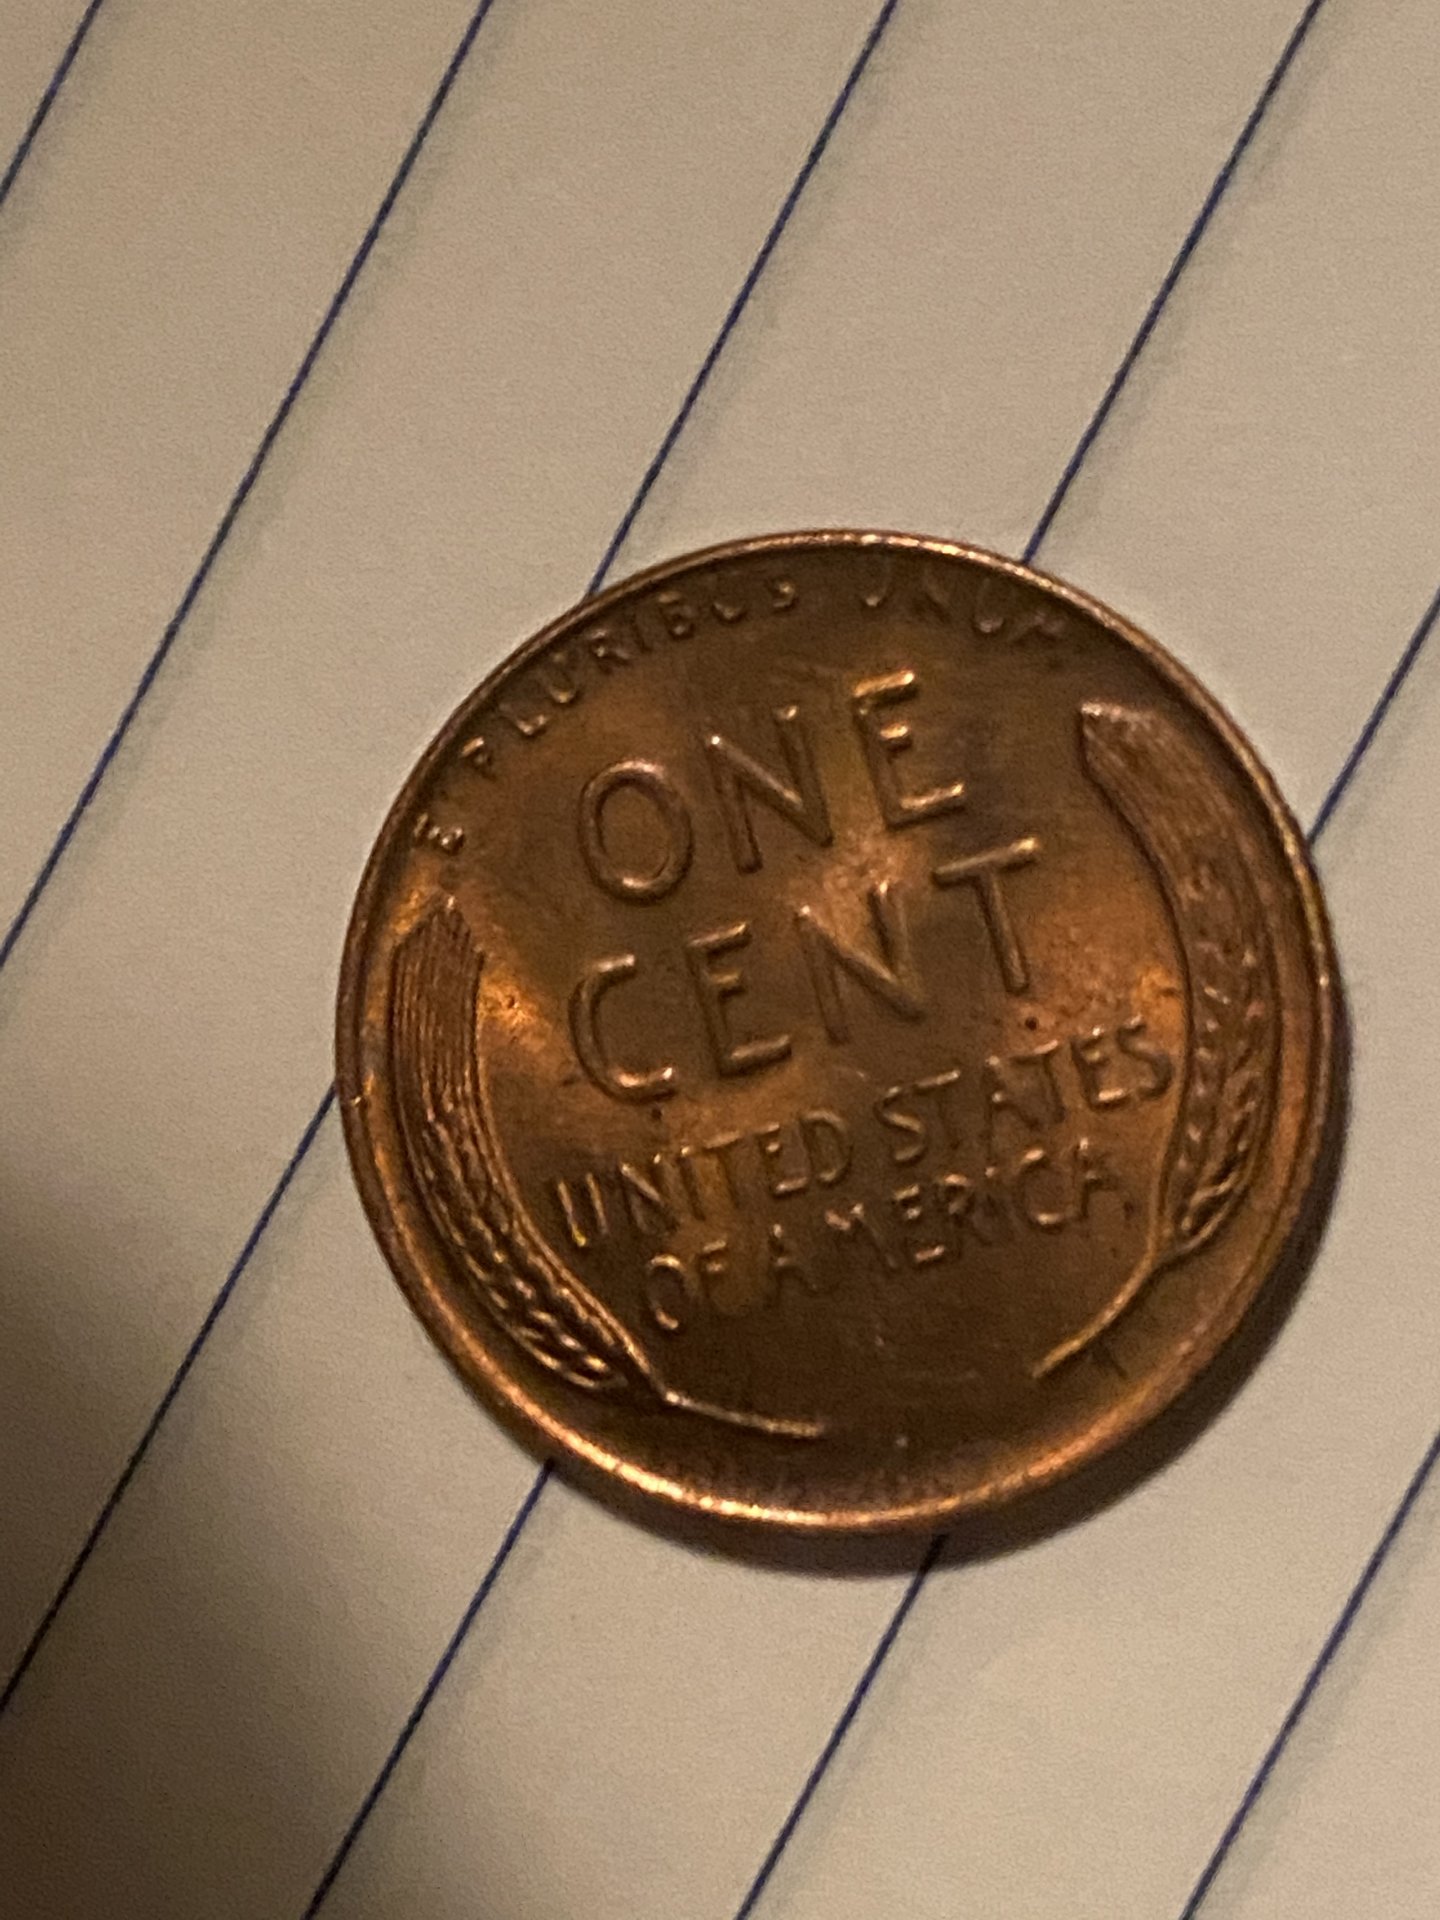 E PLURIBUS UNUM
ONE
CENT
UNITED STATES
OF AMERICA